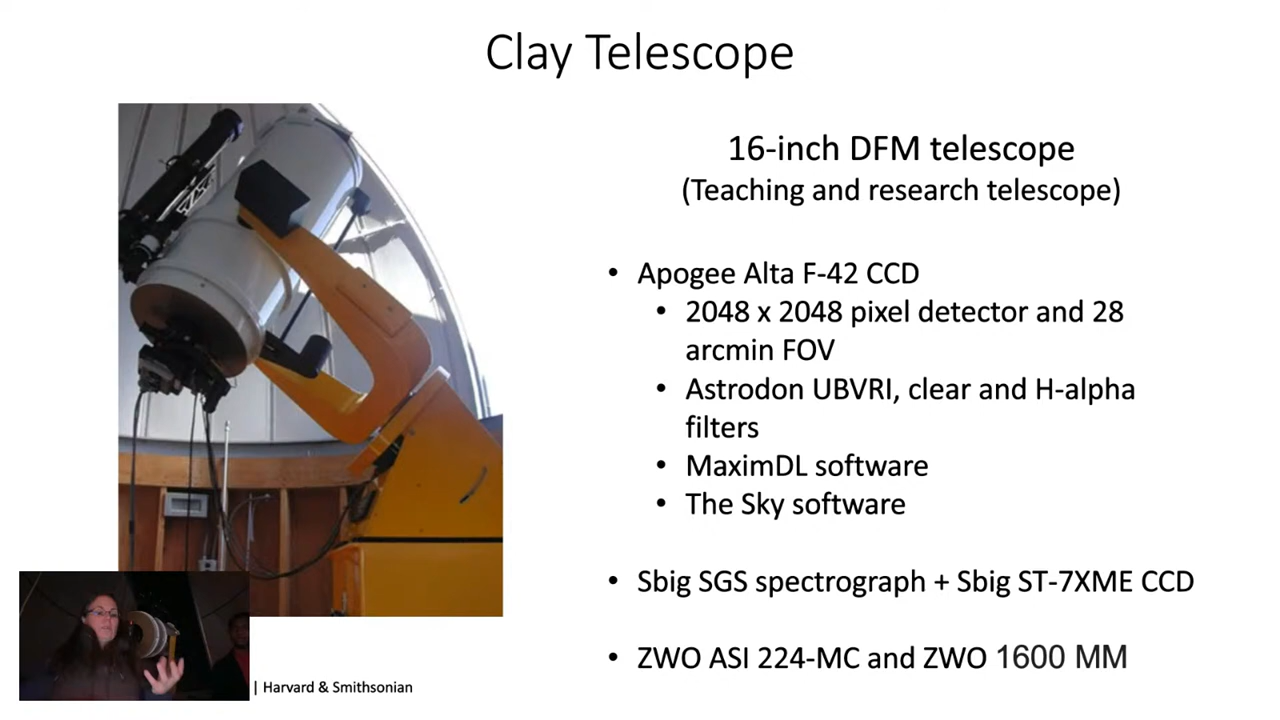 Clay Telescope
16-inch DFM telescope
(Teaching and research telescope)
• Apogee Alta F-42 CCD
• 2048 x 2048 pixel detector and 28
arcmin FOV
• Astrodon UBVRI, clear and H-alpha
filters
• MaximDL software
• The Sky software
• Sbig SGS spectrograph + Sbig ST-7XME CCD
• ZWO ASI 224-MC and ZWO 1600 MM
| Harvard & Smithsonian